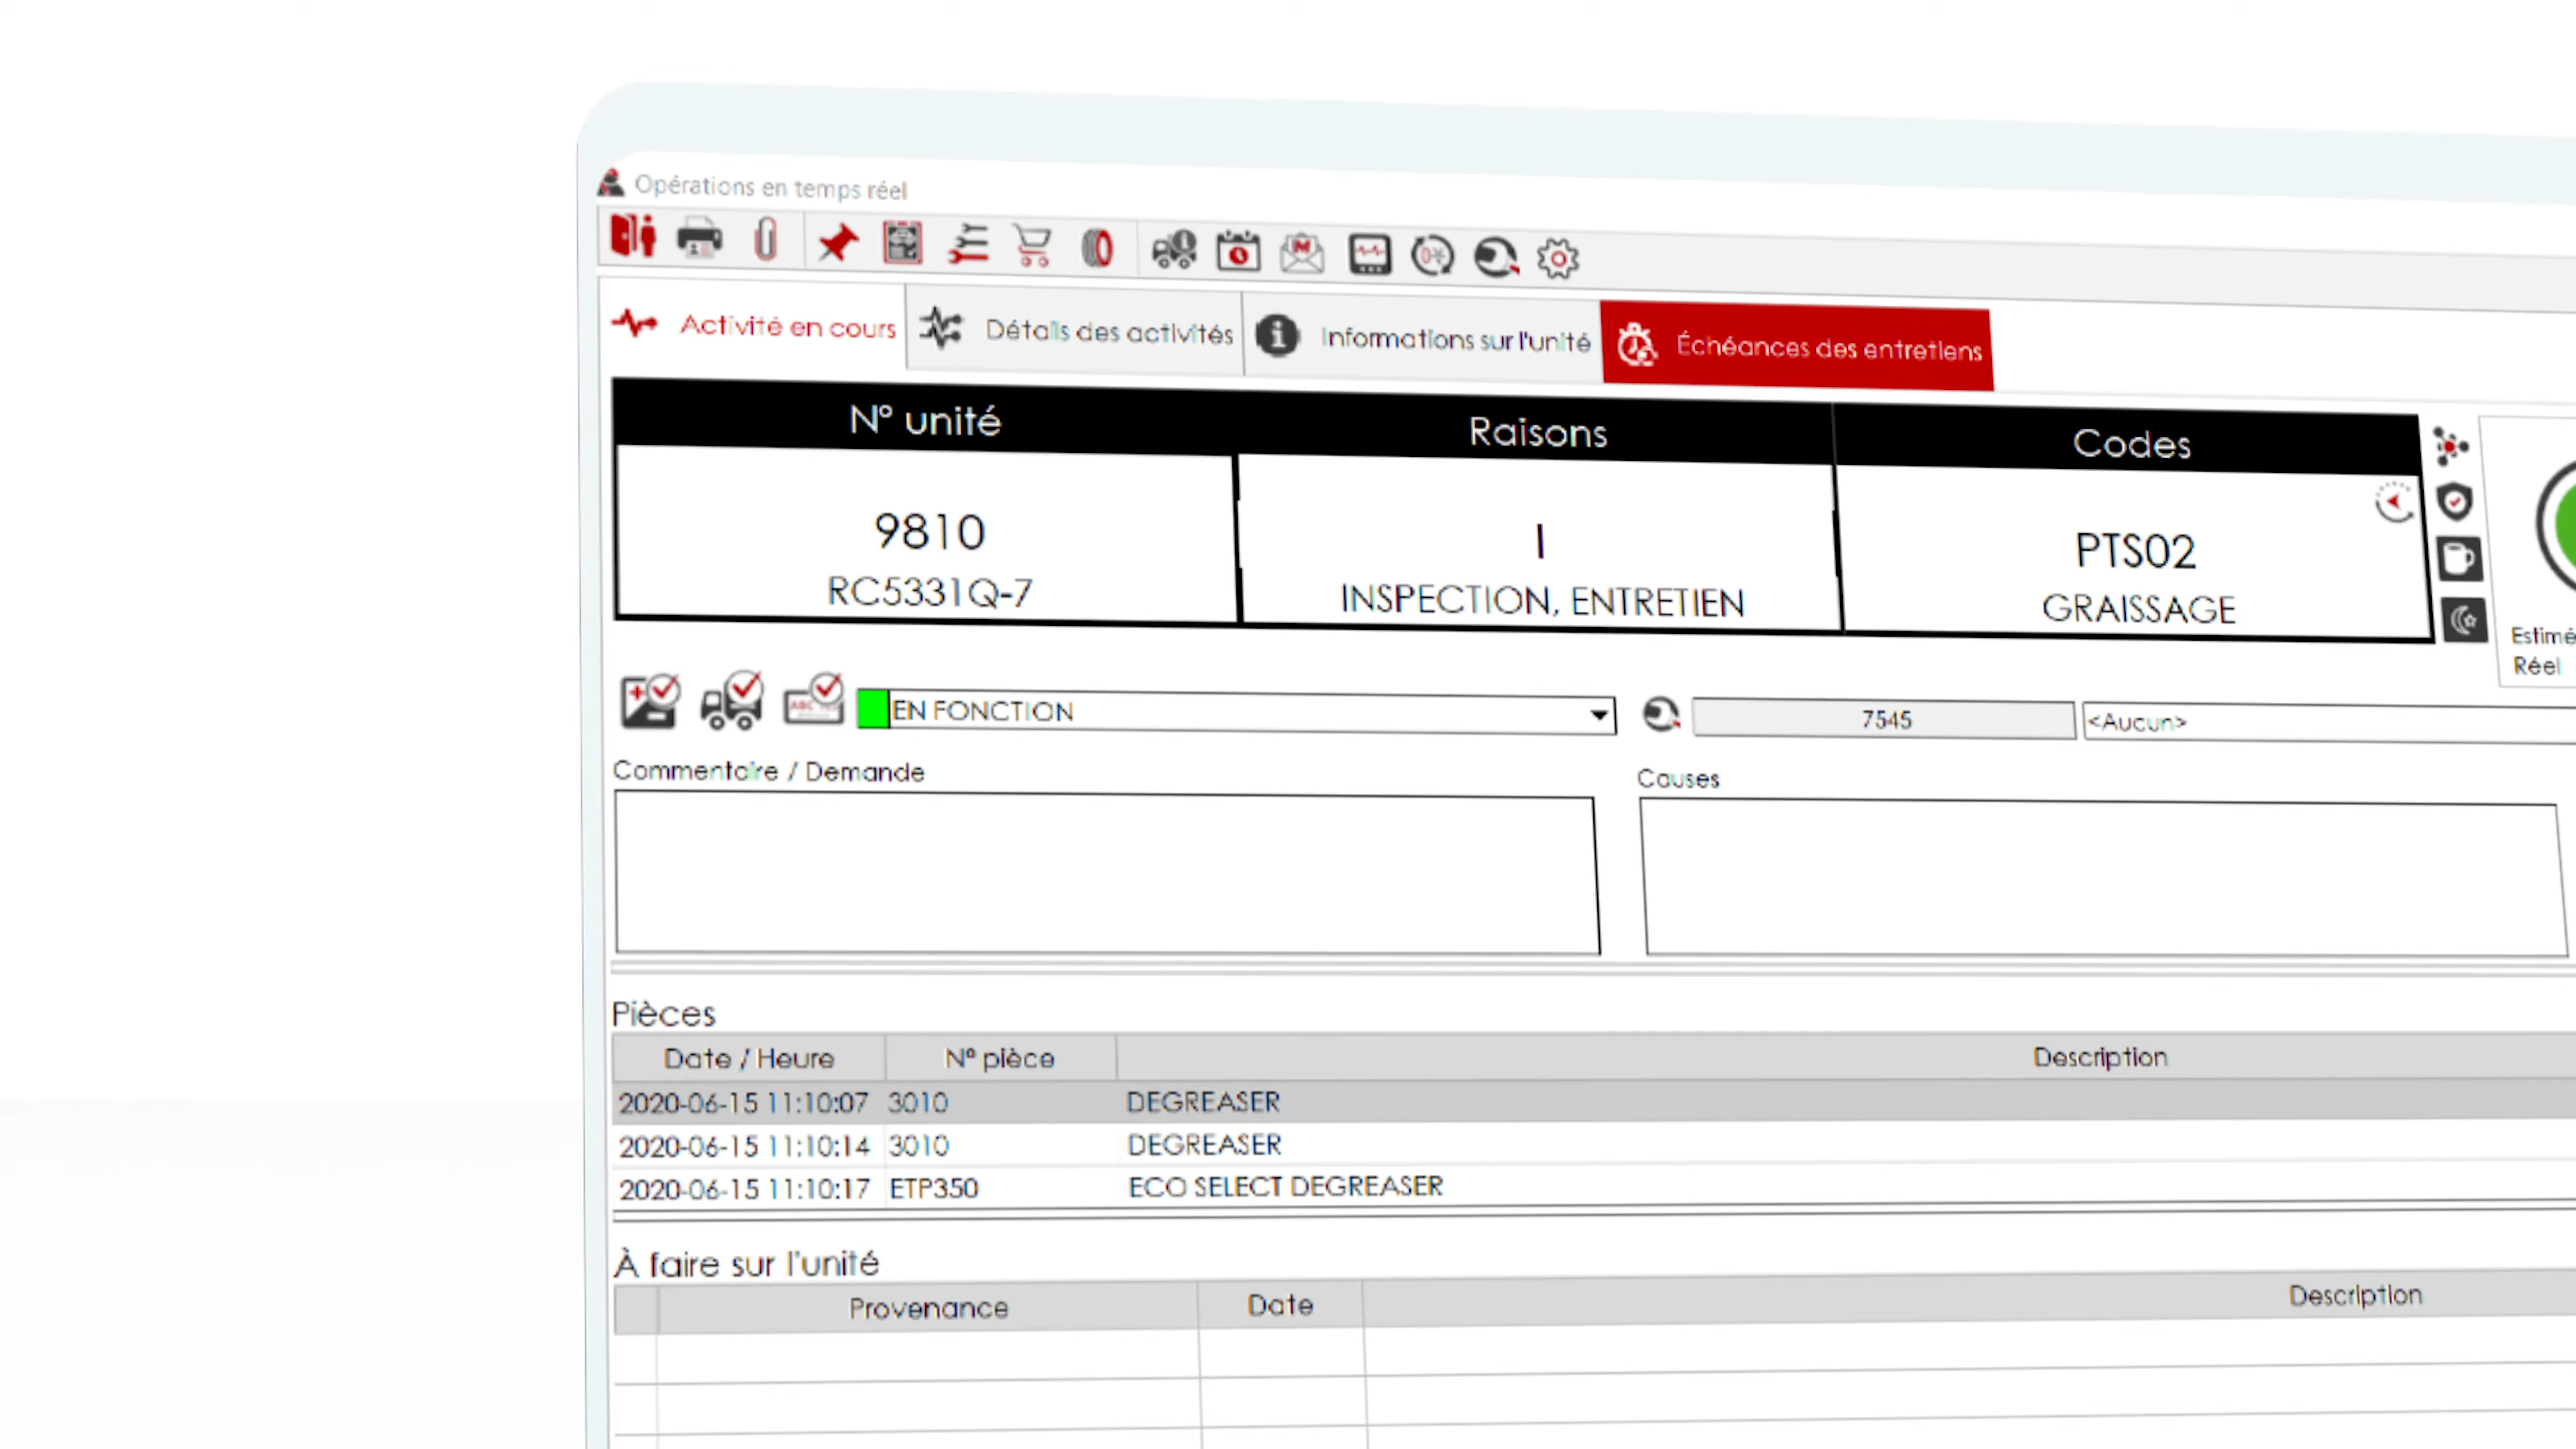 Opérations en temps réel
Activité en cours
Détails des activités
Informations sur l'unité
Échéances des entretiens
N° unité
Raisons
Codes
9810
RC5331Q-7
I
INSPECTION, ENTRETIEN
PTS02
GRAISSAGE
Estimé
Réel
EN FONCTION
7545
<Aucun>
Commentaire / Demande
Causes
Pièces
Date / Heure
N° pièce
Description
2020-06-15 11:10:07 3010 DEGREASER
2020-06-15 11:10:14 3010 DEGREASER
2020-06-15 11:10:17 ETP350 ECO SELECT DEGREASER
À faire sur l'unité
Provenance
Date
Description